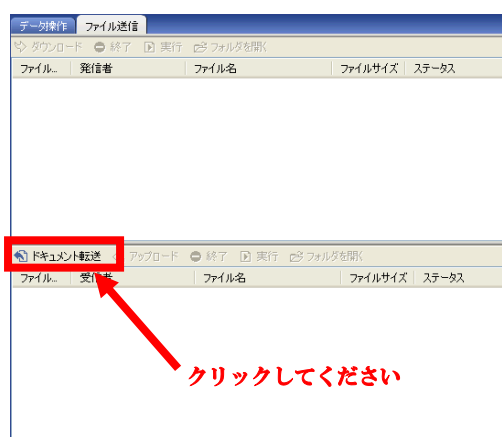 データ操作 ファイル送信
ダウンロード 終了 実行 フォルダを開く
ファイル... 発信者 ファイル名 ファイルサイズ ステータス
ドキュメント転送 アップロード 終了 実行 フォルダを開く
ファイル... 受信者 ファイル名 ファイルサイズ ステータス
クリックしてください